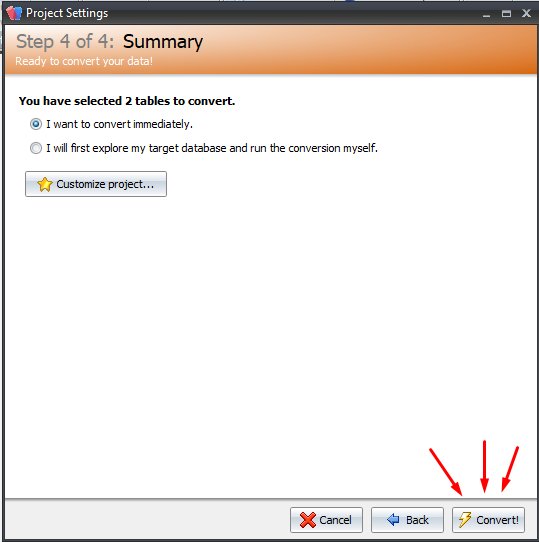 Project Settings
Step 4 of 4: Summary
Ready to convert your data!
You have selected 2 tables to convert.
I want to convert immediately.
I will first explore my target database and run the conversion myself.
Customize project...
Cancel
Back
Convert!